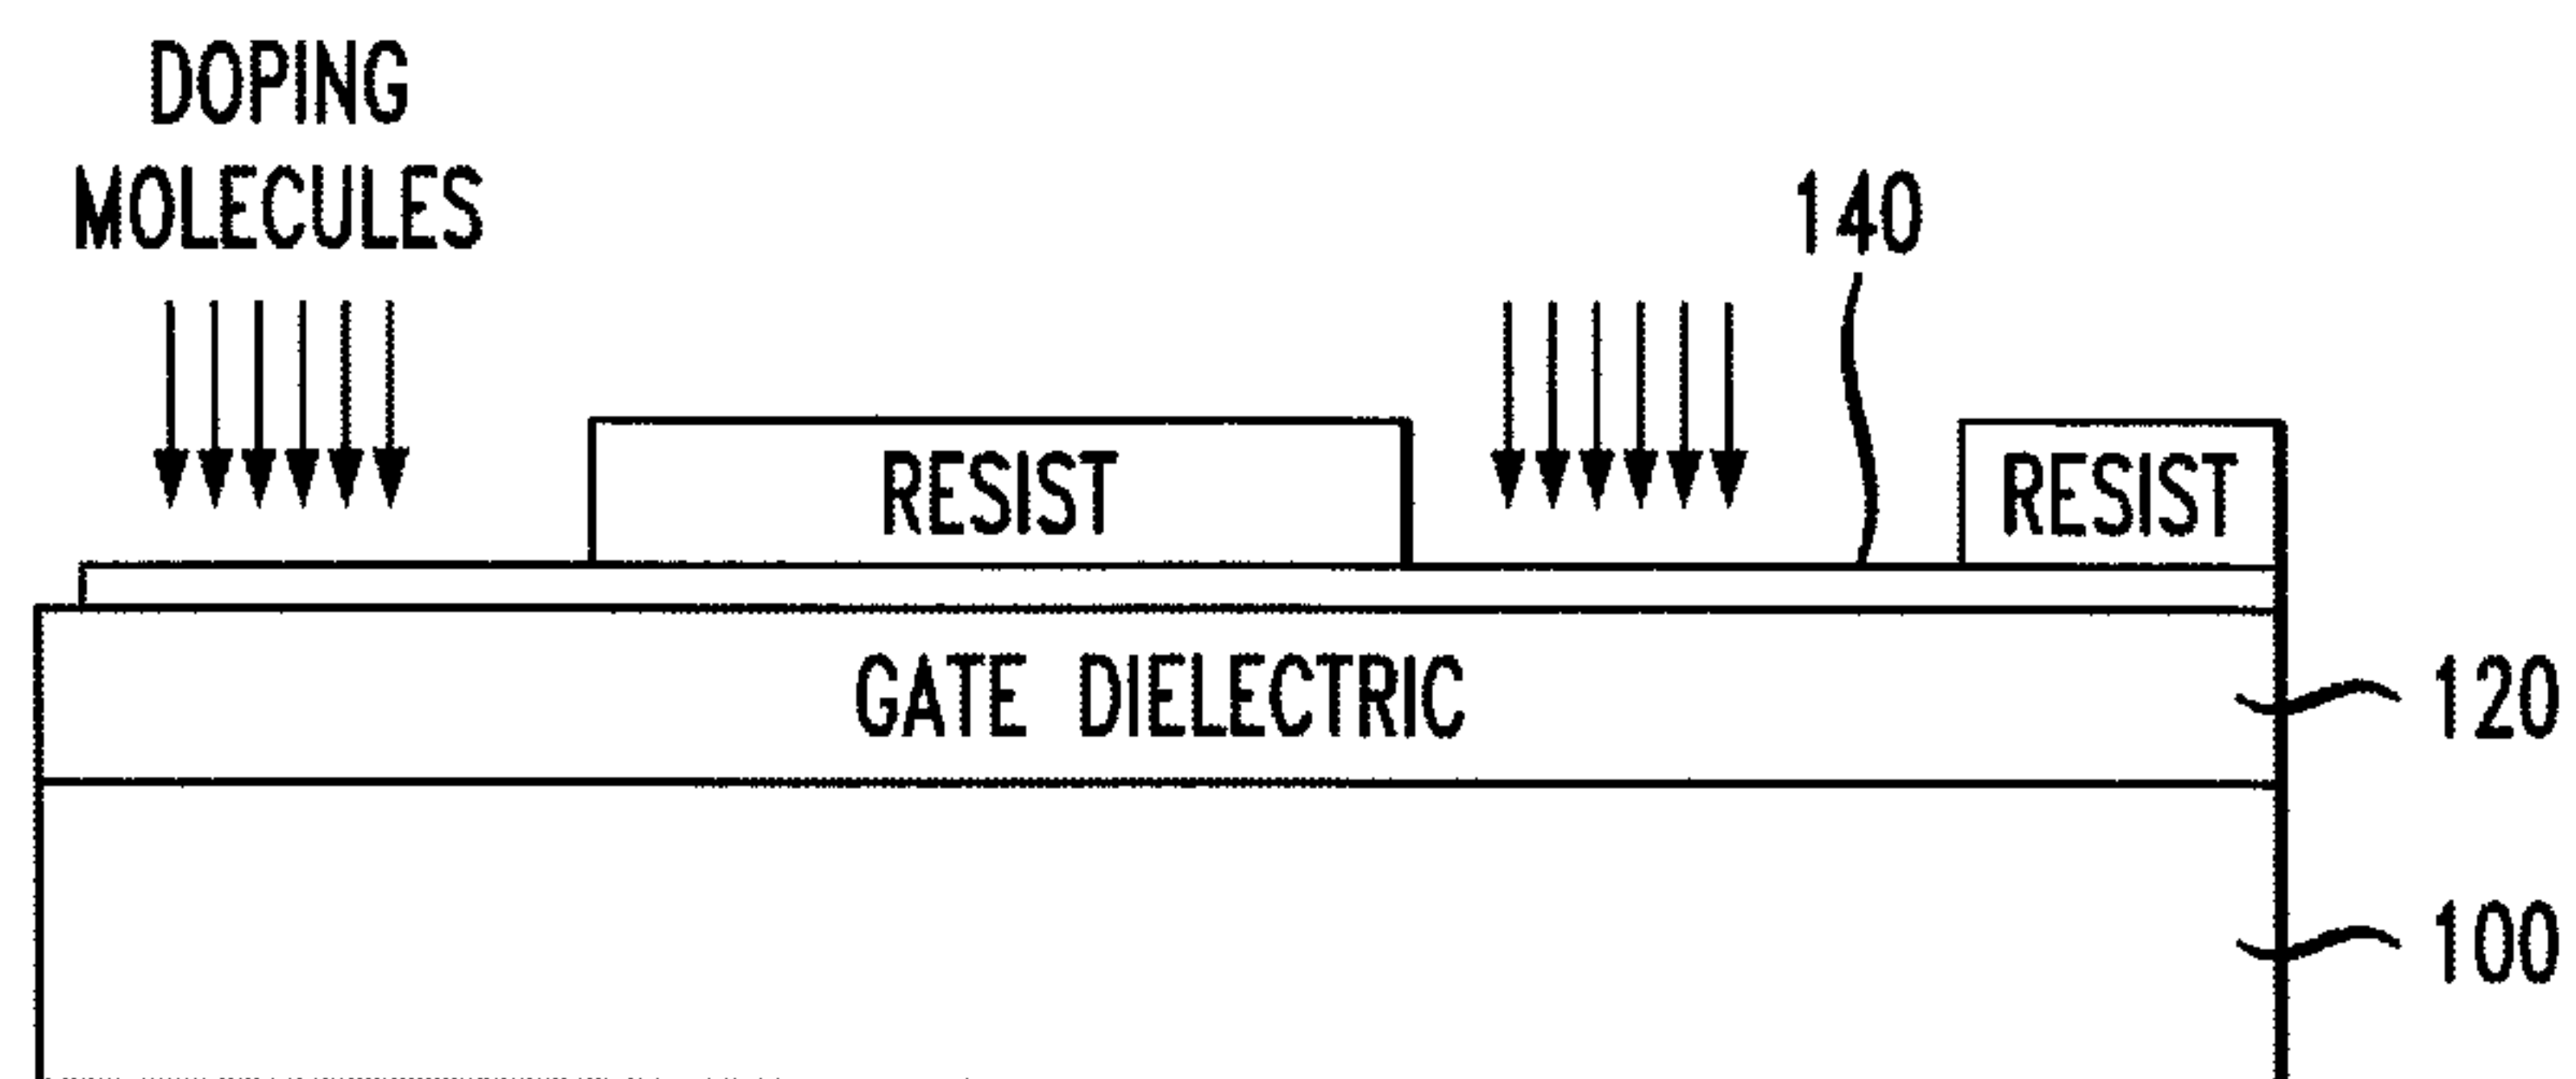 DOPING
MOLECULES
140
RESIST
RESIST
GATE DIELECTRIC
120
100